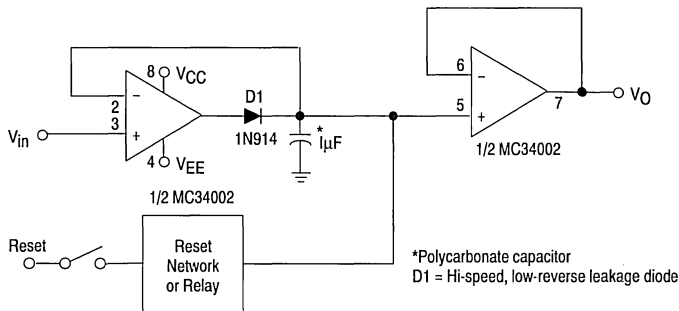 8
VCC
6
−
−
2
D1
7
VO
5
+
3
Vin
+
1N914
*
IµF
4
VEE
1/2 MC34002
1/2 MC34002
Reset
Reset
Network
or Relay
*Polycarbonate capacitor
D1 = Hi-speed, low-reverse leakage diode